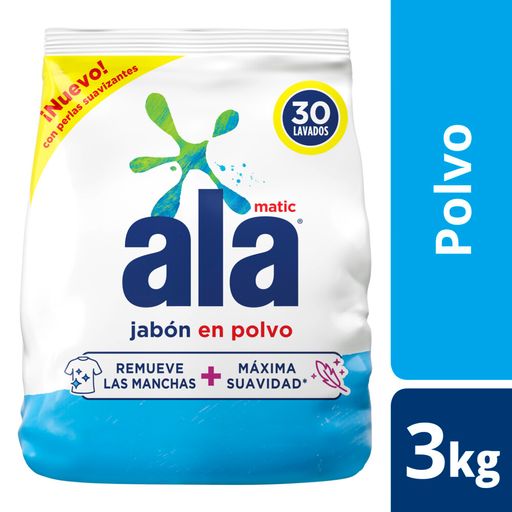 ¡Nuevo!
con perlas suavizantes
30
LAVADOS
matic
ala®
jabón en polvo
REMUEVE
LAS MANCHAS
+
MÁXIMA
SUAVIDAD*
Polvo
3kg